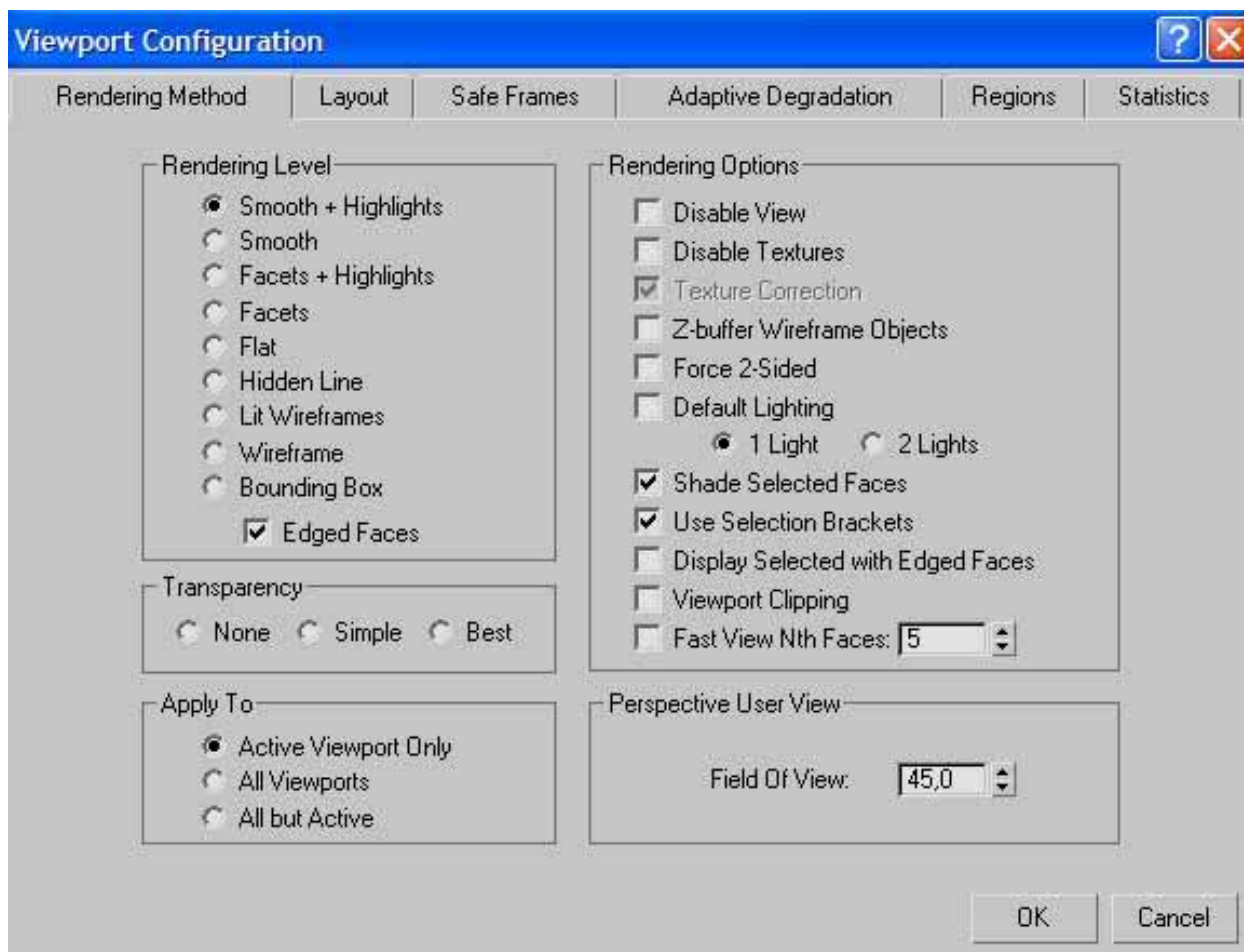 Viewport Configuration
Rendering Method
Layout
Safe Frames
Adaptive Degradation
Regions
Statistics
Rendering Level
Smooth + Highlights
Smooth
Facets + Highlights
Facets
Flat
Hidden Line
Lit Wireframes
Wireframe
Bounding Box
Edged Faces
Transparency
None Simple Best
Apply To
Active Viewport Only
All Viewports
All but Active
Rendering Options
Disable View
Disable Textures
Texture Correction
Z-buffer Wireframe Objects
Force 2-Sided
Default Lighting
1 Light 2 Lights
Shade Selected Faces
Use Selection Brackets
Display Selected with Edged Faces
Viewport Clipping
Fast View Nth Faces: 5
Perspective User View
Field Of View: 45,0
OK
Cancel